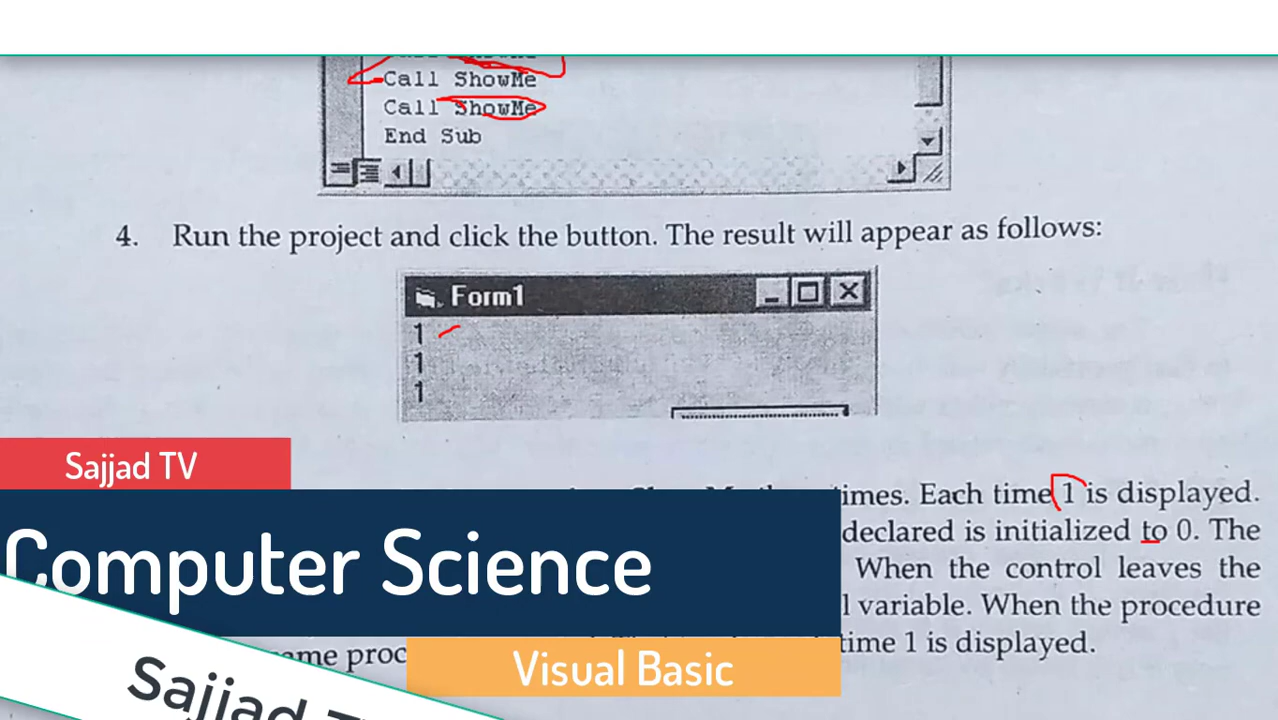 Call ShowMe
Call ShowMe
End Sub
4. Run the project and click the button. The result will appear as follows:
Form1
1
1
1
Sajjad TV
times. Each time 1 is displayed.
Computer Science
declared is initialized to 0. The
When the control leaves the
variable. When the procedure
time 1 is displayed.
Visual Basic
Sajjad